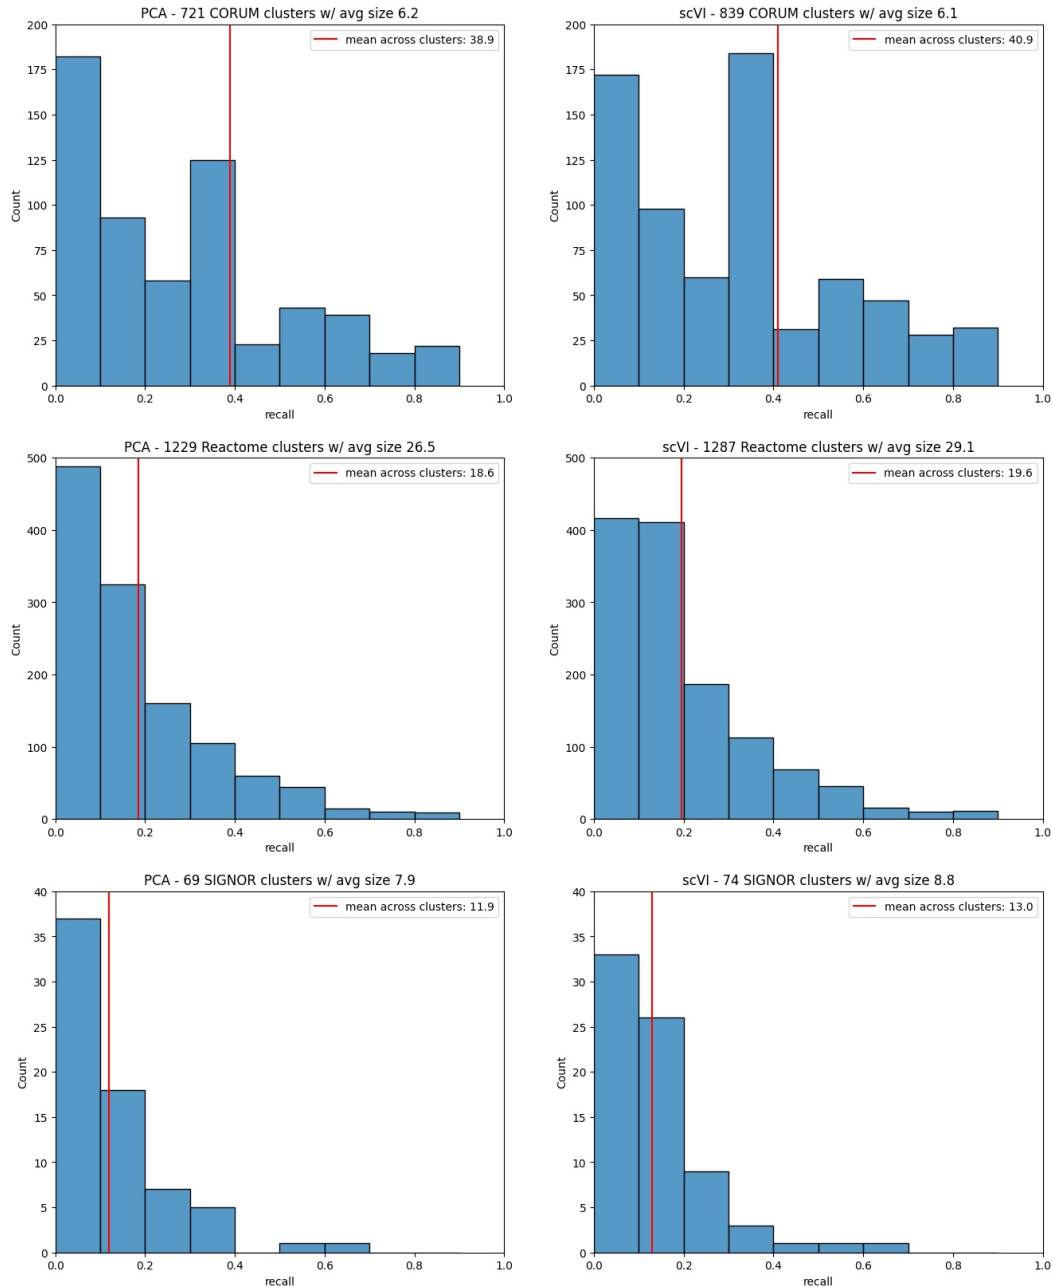 PCA - 721 CORUM clusters w/ avg size 6.2
mean across clusters: 38.9
200
175
150
125
100
75
50
25
0
Count
0.0 0.2 0.4 0.6 0.8 1.0
recall
scVI - 839 CORUM clusters w/ avg size 6.1
mean across clusters: 40.9
200
175
150
125
100
75
50
25
0
Count
0.0 0.2 0.4 0.6 0.8 1.0
recall
PCA - 1229 Reactome clusters w/ avg size 26.5
mean across clusters: 18.6
500
400
300
200
100
0
Count
0.0 0.2 0.4 0.6 0.8 1.0
recall
scVI - 1287 Reactome clusters w/ avg size 29.1
mean across clusters: 19.6
500
400
300
200
100
0
Count
0.0 0.2 0.4 0.6 0.8 1.0
recall
PCA - 69 SIGNOR clusters w/ avg size 7.9
mean across clusters: 11.9
40
35
30
25
20
15
10
5
0
Count
0.0 0.2 0.4 0.6 0.8 1.0
recall
scVI - 74 SIGNOR clusters w/ avg size 8.8
mean across clusters: 13.0
40
35
30
25
20
15
10
5
0
Count
0.0 0.2 0.4 0.6 0.8 1.0
recall